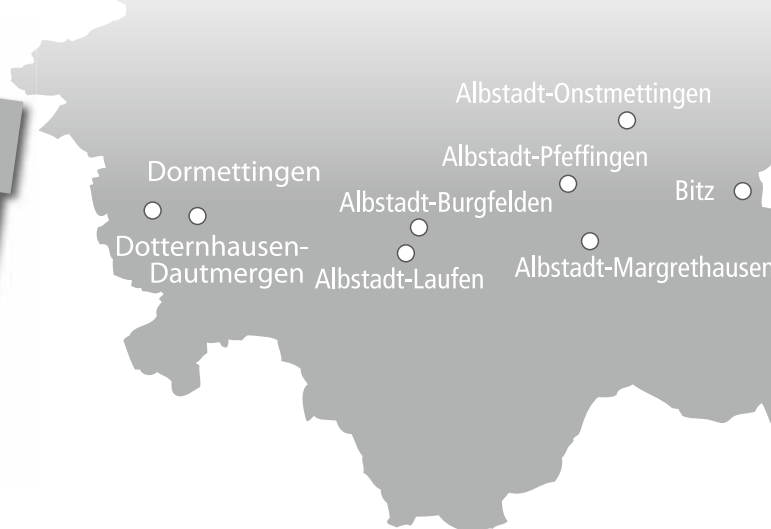 Albstadt-Onstmettingen
Albstadt-Pfeffingen
Dormettingen
Bitz
Albstadt-Burgfelden
Dotternhausen-
Dautmergen
Albstadt-Laufen
Albstadt-Margrethausen